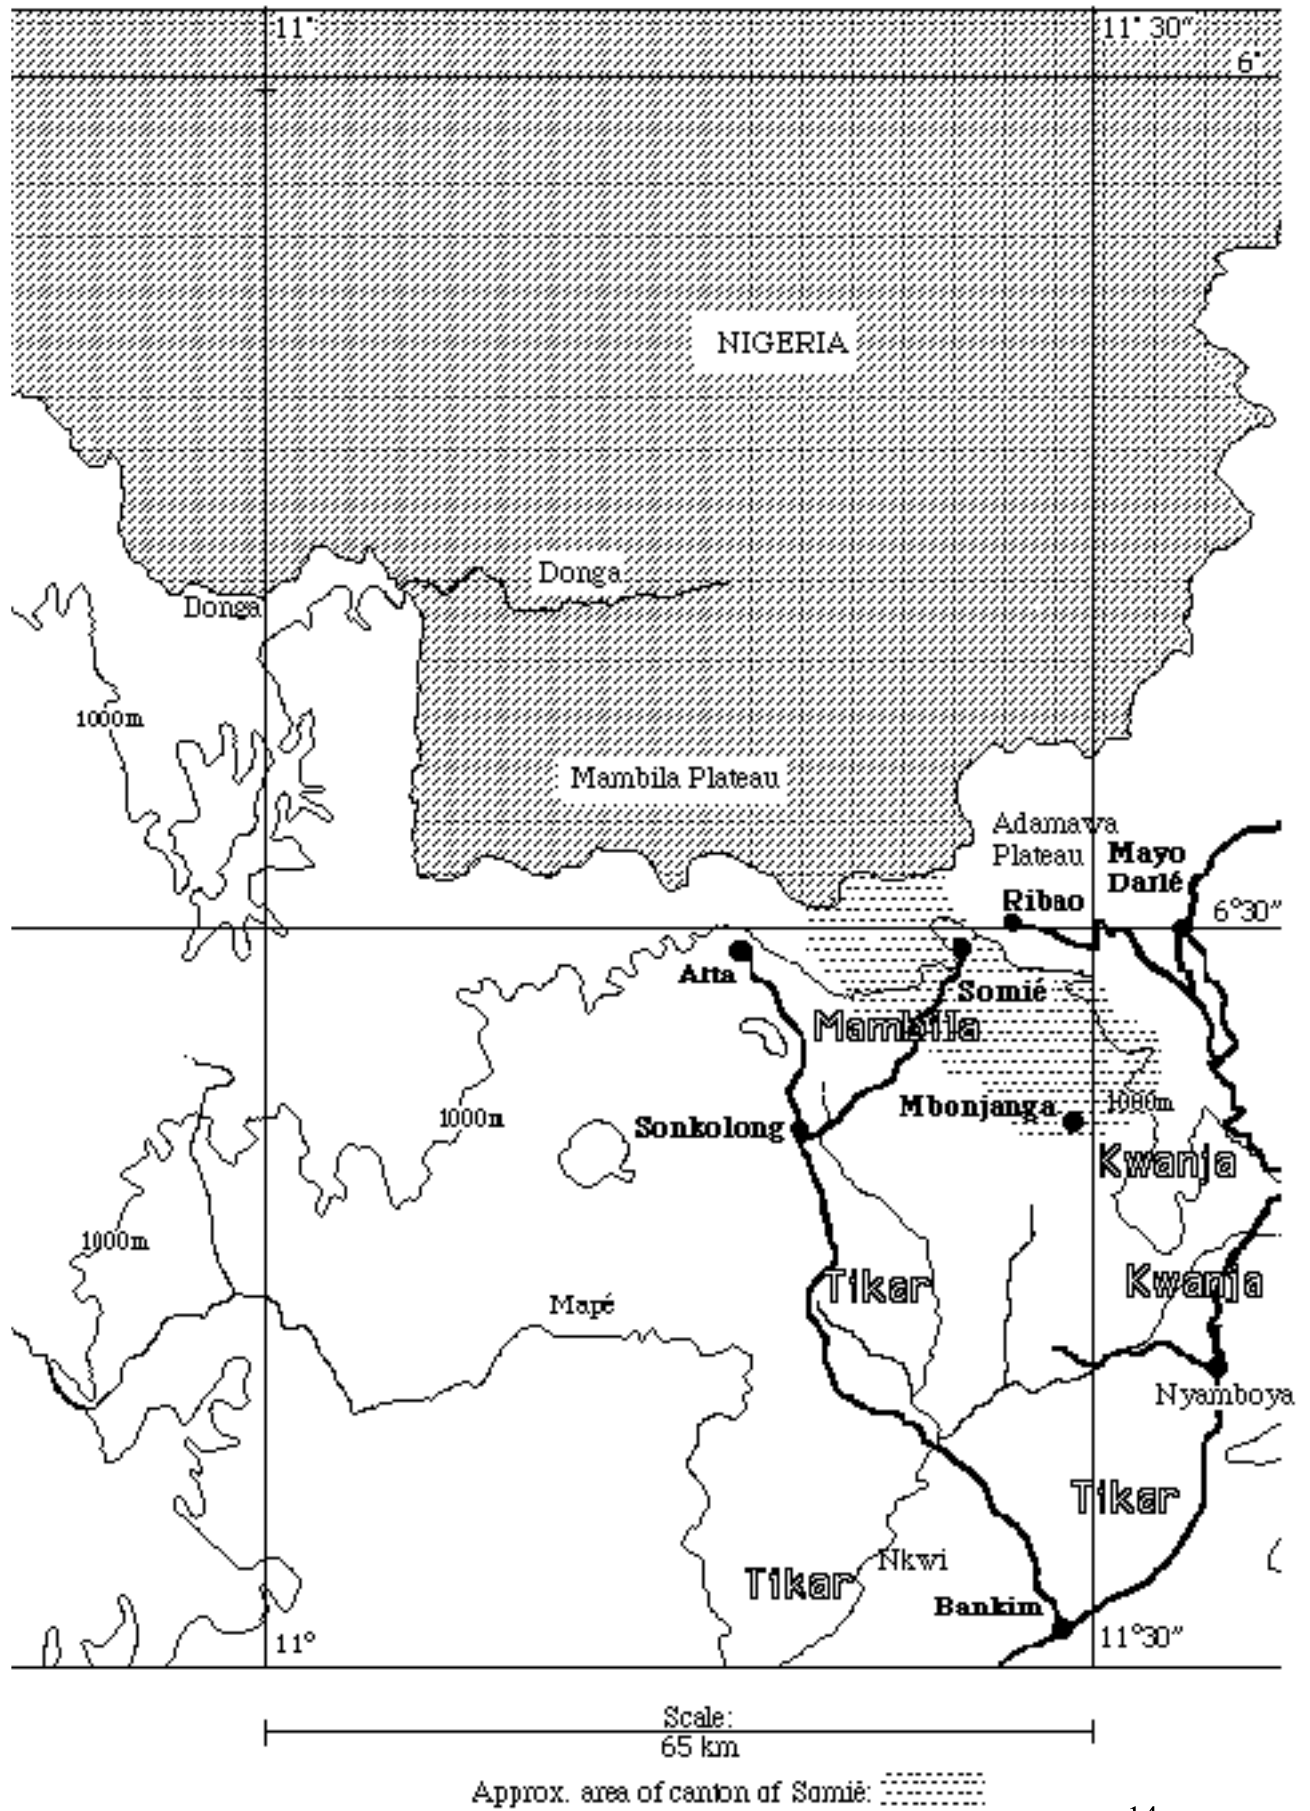 11°
11° 30″
6°
NIGERIA
Donga
Donga
1000m
Mambila Plateau
Adamawa
Plateau
Mayo
Darlé
Ribao
6°30″
Atta
Somié
Mambila
1000m
Sonkolong
Mbonjanga
1000m
Kwanja
1000m
Tikar
Kwanja
Mapé
Nyamboya
Tikar
Nkwi
Tikar
Bankim
11°
11°30″
Scale:
65 km
Approx. area of canton of Somié: